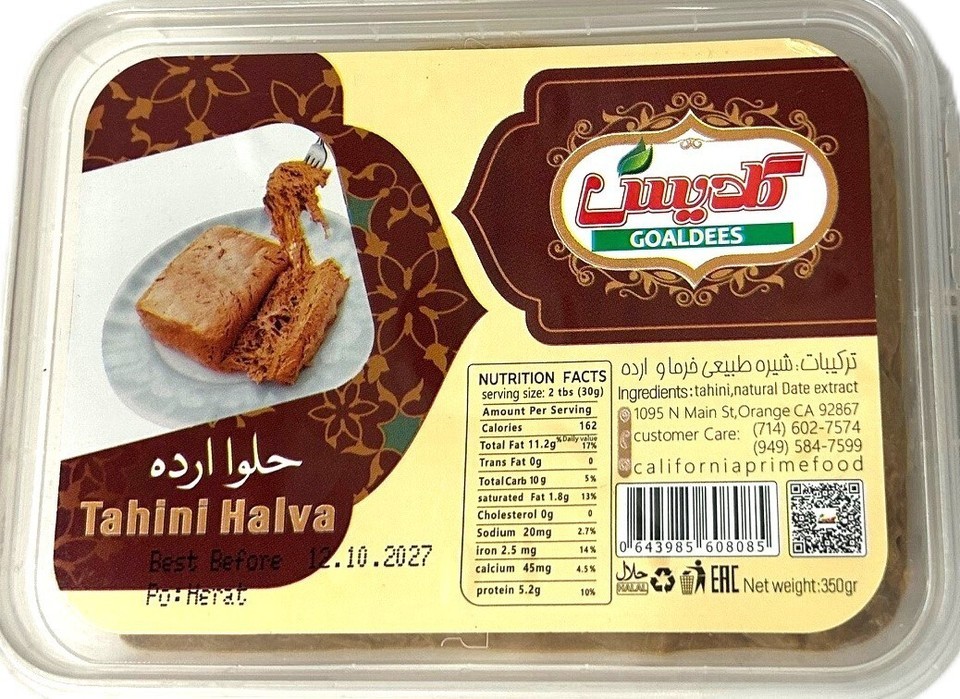 گلدیس
GOALDEES
حلوا ارده
Tahini Halva
Best Before 12.10.2027
Po: Herat
NUTRITION FACTS
serving size: 2 tbs (30g)
Amount Per Serving
Calories 162
%Daily value
Total Fat 11.2g 17%
Trans Fat 0g 0
Total Carb 10 g 5%
saturated Fat 1.8g 13%
Cholesterol 0g 0
Sodium 20mg 2.7%
iron 2.5 mg 14%
calcium 45mg 4.5%
protein 5.2g 10%
ترکیبات: شیره طبیعی خرما و ارده
Ingredients: tahini,natural Date extract
1095 N Main St,Orange CA 92867
customer Care: (714) 602-7574
(949) 584-7599
californiaprimefood
0 643985 608085
حلال
HALAL
EAC
Net weight:350gr